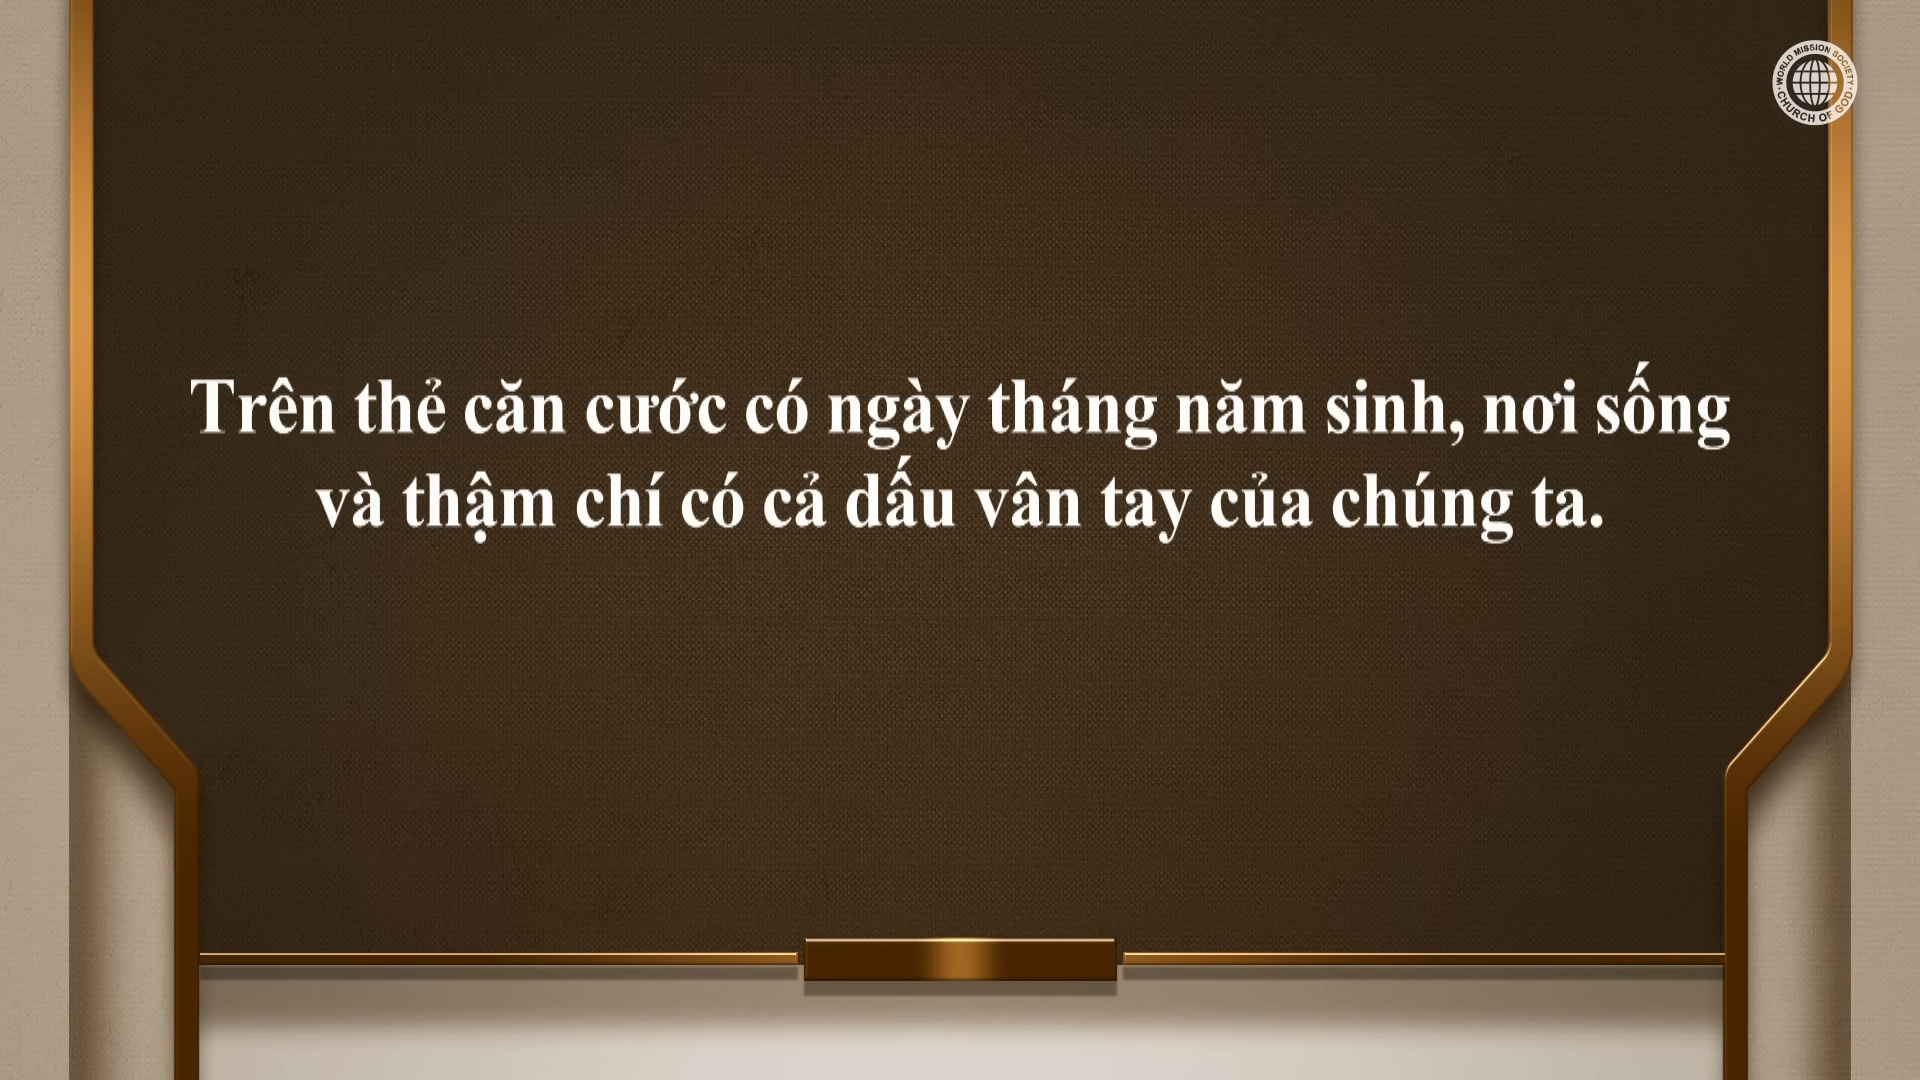 WORLD MISSION SOCIETY
CHURCH OF GOD
Trên thẻ căn cước có ngày tháng năm sinh, nơi sống
và thậm chí có cả dấu vân tay của chúng ta.